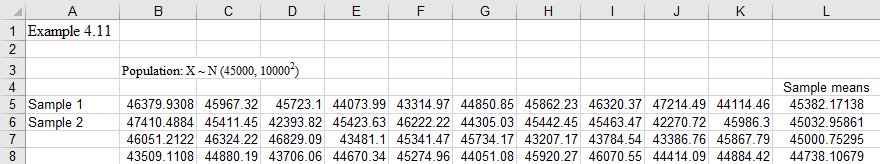 A B C D E F G H I J K L
1 Example 4.11
2
3 Population: X ~ N (45000, 10000²)
4 Sample means
5 Sample 1 46379.9308 45967.32 45723.1 44073.99 43314.97 44850.85 45862.23 46320.37 47214.49 44114.46 45382.17138
6 Sample 2 47410.4884 45411.45 42393.82 45423.63 46222.22 44305.03 45442.45 45463.47 42270.72 45986.3 45032.95861
7 46051.2122 46324.22 46829.09 43481.1 45341.47 45734.17 43207.17 43784.54 43386.76 45867.79 45000.75295
8 43509.1108 44880.19 43706.06 44670.34 45274.96 44051.08 45920.27 46070.55 44414.09 44884.42 44738.10679